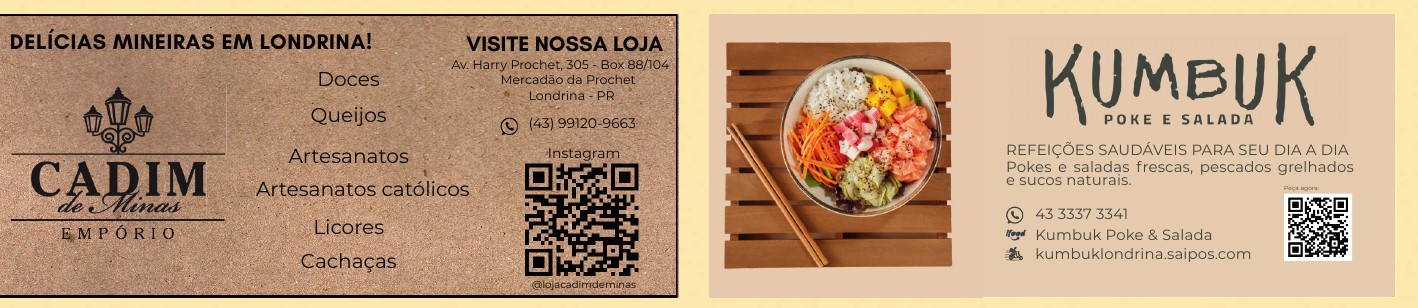 DELÍCIAS MINEIRAS EM LONDRINA!
CADIM
de Minas
EMPÓRIO
Doces
Queijos
Artesanatos
Artesanatos católicos
Licores
Cachaças
VISITE NOSSA LOJA
Av. Harry Prochet, 305 - Box 88/104
Mercadão da Prochet
Londrina - PR
(43) 99120-9663
Instagram
@lojacadimdeminas
KUMBUK
POKE E SALADA
REFEIÇÕES SAUDÁVEIS PARA SEU DIA A DIA
Pokes e saladas frescas, pescados grelhados
e sucos naturais.
Peça agora:
43 3337 3341
ifood Kumbuk Poke & Salada
kumbuklondrina.saipos.com